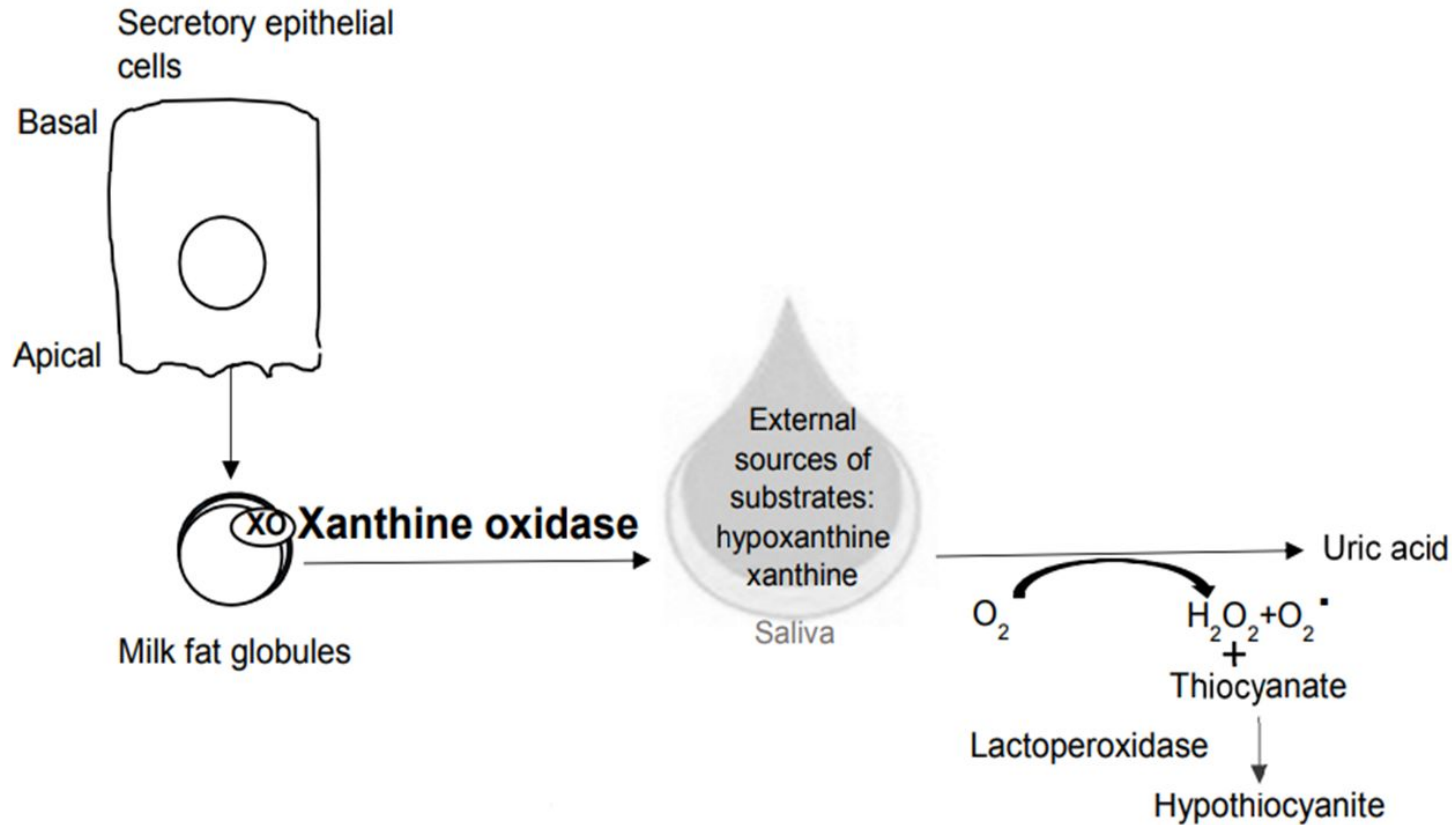 Secretory epithelial
cells
Basal
Apical
XO
Xanthine oxidase
Milk fat globules
External
sources of
substrates:
hypoxanthine
xanthine
Saliva
Uric acid
O₂
H₂O₂+O₂˙
+
Thiocyanate
Lactoperoxidase
Hypothiocyanite